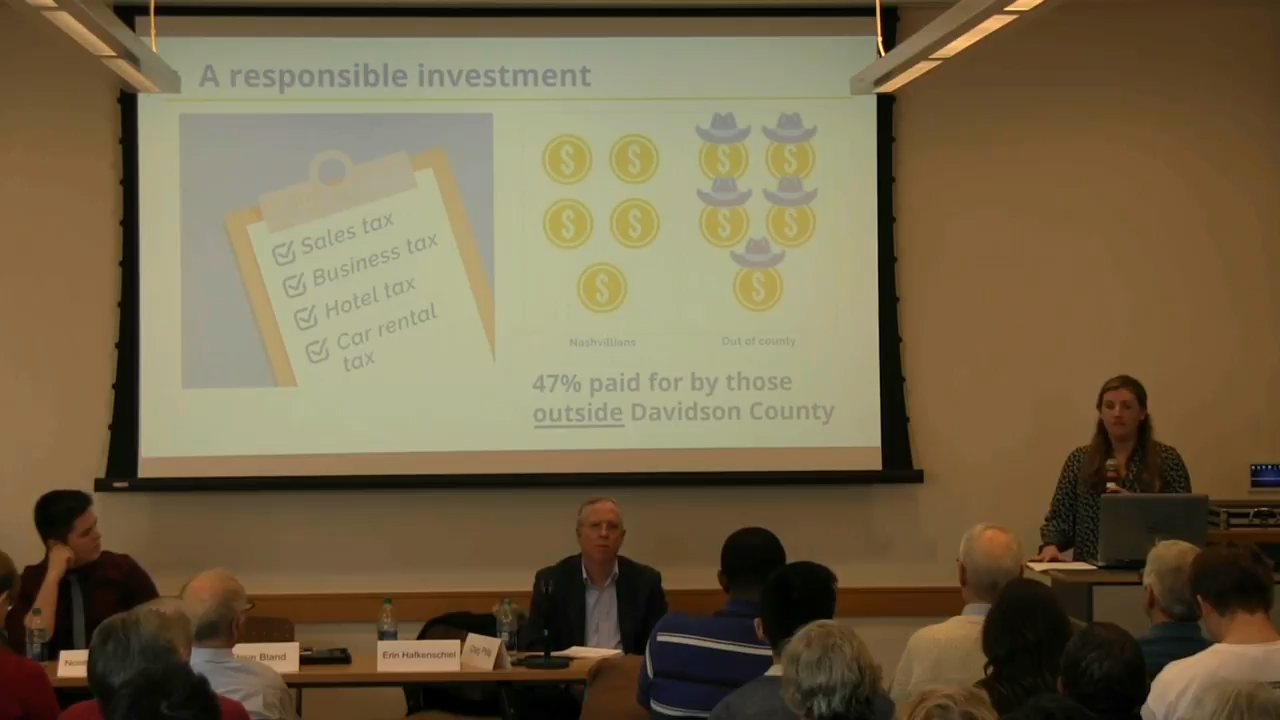 A responsible investment
Sales tax
Business tax
Hotel tax
Car rental
tax
$ $ $ $
$ $ $ $
$ $
Nashvillians
Out of county
47% paid for by those
outside Davidson County
Bland
Erin Hafkenschiel